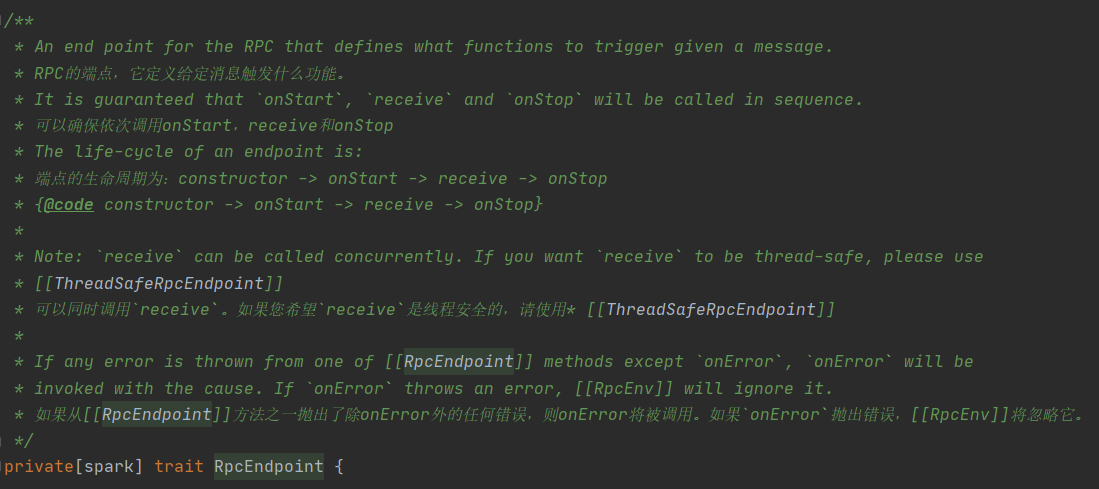 /**
* An end point for the RPC that defines what functions to trigger given a message.
* RPC的端点，它定义给定消息触发什么功能。
* It is guaranteed that `onStart`, `receive` and `onStop` will be called in sequence.
* 可以确保依次调用onStart，receive和onStop
* The life-cycle of an endpoint is:
* 端点的生命周期为：constructor -> onStart -> receive -> onStop
* {@code constructor -> onStart -> receive -> onStop}
*
* Note: `receive` can be called concurrently. If you want `receive` to be thread-safe, please use
* [[ThreadSafeRpcEndpoint]]
* 可以同时调用`receive`。如果您希望`receive`是线程安全的，请使用* [[ThreadSafeRpcEndpoint]]
*
* If any error is thrown from one of [[RpcEndpoint]] methods except `onError`, `onError` will be
* invoked with the cause. If `onError` throws an error, [[RpcEnv]] will ignore it.
* 如果从[[RpcEndpoint]]方法之一抛出了除onError外的任何错误，则onError将被调用。如果`onError`抛出错误，[[RpcEnv]]将忽略它。
*/
private[spark] trait RpcEndpoint {